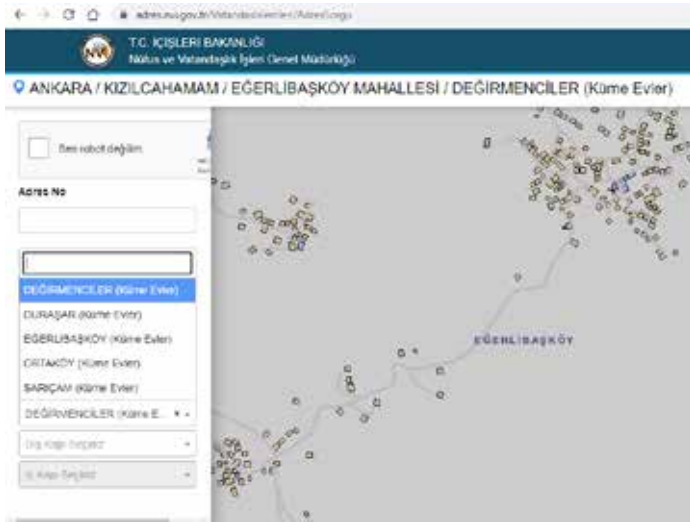 adres.nvi.gov.tr/VatandasIslemleri/AdresSorgu
T.C. İÇİŞLERİ BAKANLIĞI
Nüfus ve Vatandaşlık İşleri Genel Müdürlüğü
ANKARA / KIZILCAHAMAM / EĞERLİBAŞKÖY MAHALLESİ / DEĞİRMENCİLER (Küme Evler)
Ben robot değilim
Adres No
DEĞİRMENCİLER (Küme Evler)
DURAŞAR (Küme Evler)
EĞERLİBAŞKÖY (Küme Evler)
ORTAKÖY (Küme Evler)
SARIÇAM (Küme Evler)
DEĞİRMENCİLER (Küme E...
Dış Kapı Seçiniz
İç Kapı Seçiniz
EĞERLİBAŞKÖY